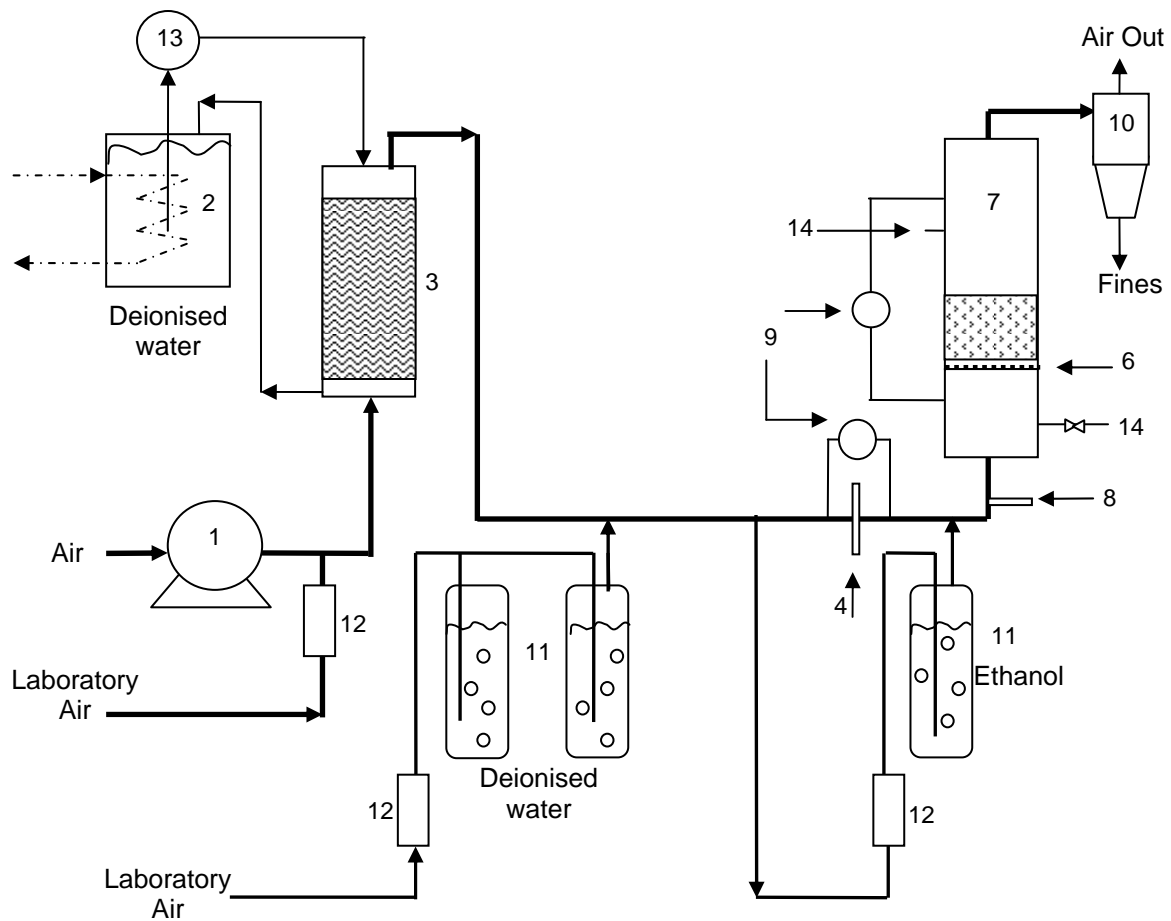 13
Air Out
10
2
7
14
3
Deionised
water
Fines
9
6
14
8
1
Air
4
12
11
11
Ethanol
Laboratory
Air
Deionised
water
12
12
Laboratory
Air